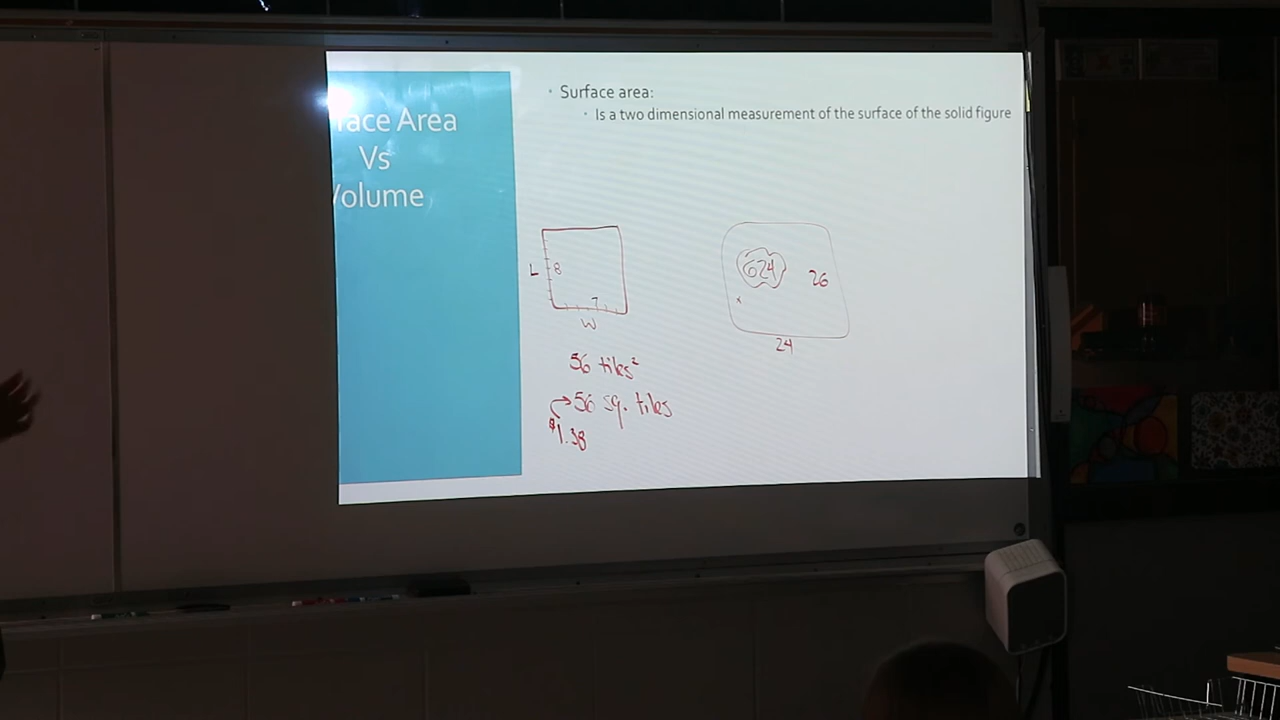 face Area
Vs
Volume
Surface area:
Is a two dimensional measurement of the surface of the solid figure
L 8
7
W
56 tiles²
56 sq. tiles
$1.38
624
26
24